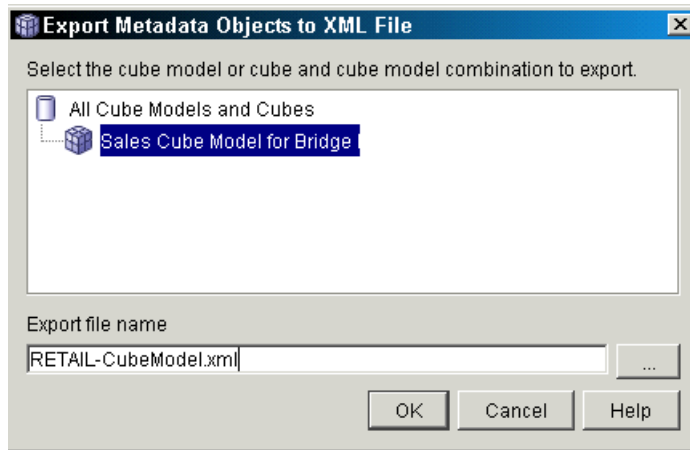 Export Metadata Objects to XML File
Select the cube model or cube and cube model combination to export.
All Cube Models and Cubes
Sales Cube Model for Bridge
Export file name
RETAIL-CubeModel.xml
...
OK Cancel Help